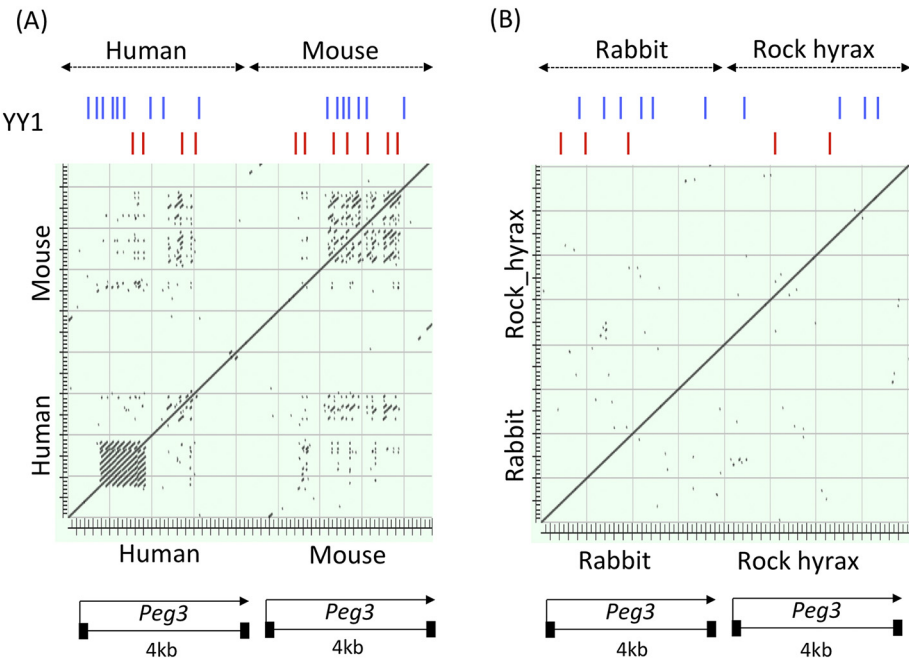 (A)
Human
Mouse
YY1
Mouse
Human
Human
Mouse
Peg3
4kb
Peg3
4kb
(B)
Rabbit
Rock hyrax
Rock_hyrax
Rabbit
Rabbit
Rock hyrax
Peg3
4kb
Peg3
4kb